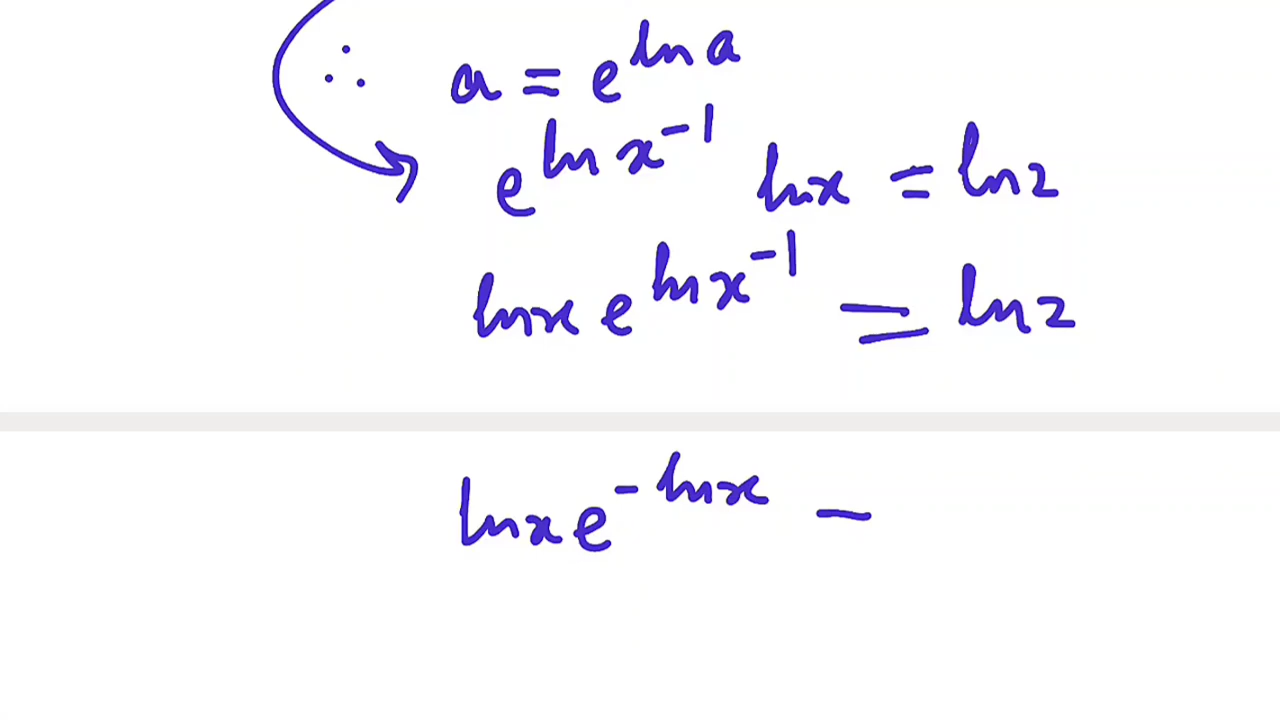 ∴ a = e^{ln a}
e^{ln x^{-1}} ln x = ln 2
ln x e^{ln x^{-1}} = ln 2
ln x e^{-ln x} –